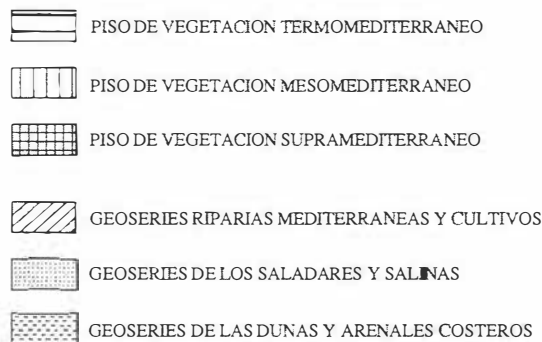 PISO DE VEGETACION TERMOMEDITERRANEO
PISO DE VEGETACION MESOMEDITERRANEO
PISO DE VEGETACION SUPRAMEDITERRANEO
GEOSERIES RIPARIAS MEDITERRANEAS Y CULTIVOS
GEOSERIES DE LOS SALADARES Y SALINAS
GEOSERIES DE LAS DUNAS Y ARENALES COSTEROS